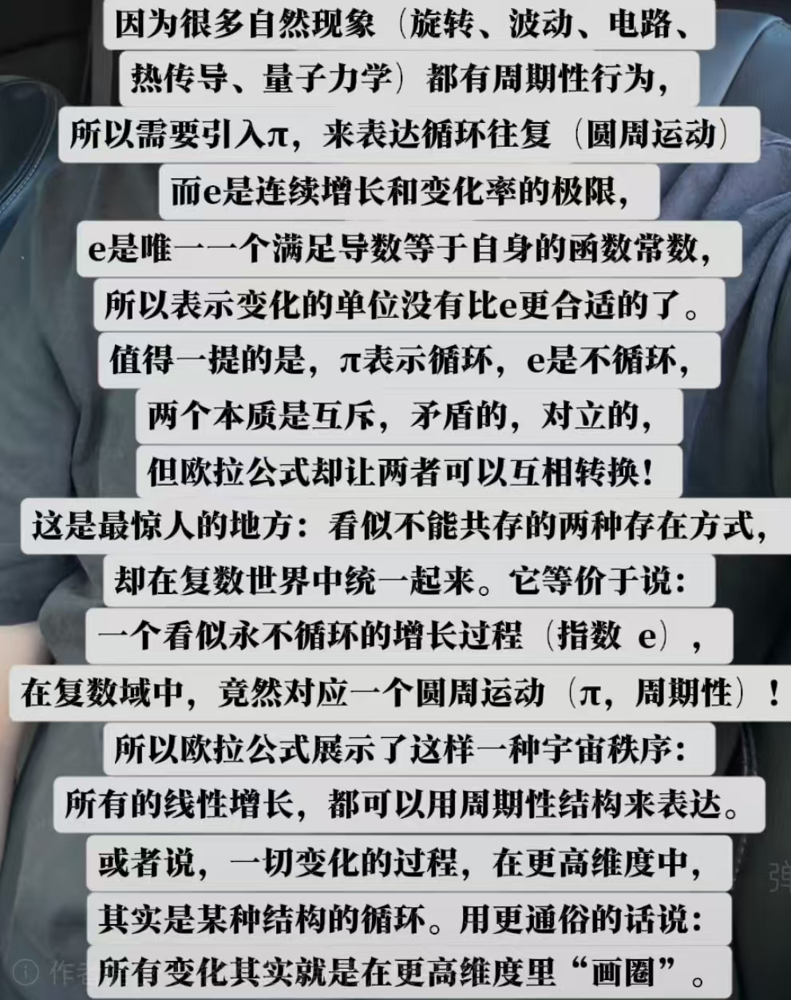 因为很多自然现象（旋转、波动、电路、
热传导、量子力学）都有周期性行为，
所以需要引入π，来表达循环往复（圆周运动）
而e是连续增长和变化率的极限，
e是唯一一个满足导数等于自身的函数常数，
所以表示变化的单位没有比e更合适的了。
值得一提的是，π表示循环，e是不循环，
两个本质是互斥，矛盾的，对立的，
但欧拉公式却让两者可以互相转换！
这是最惊人的地方：看似不能共存的两种存在方式，
却在复数世界中统一起来。它等价于说：
一个看似永不循环的增长过程（指数 e），
在复数域中，竟然对应一个圆周运动（π，周期性）！
所以欧拉公式展示了这样一种宇宙秩序：
所有的线性增长，都可以用周期性结构来表达。
或者说，一切变化的过程，在更高维度中，
弹
其实是某种结构的循环。用更通俗的话说：
所有变化其实就是在更高维度里“画圈”。
作者